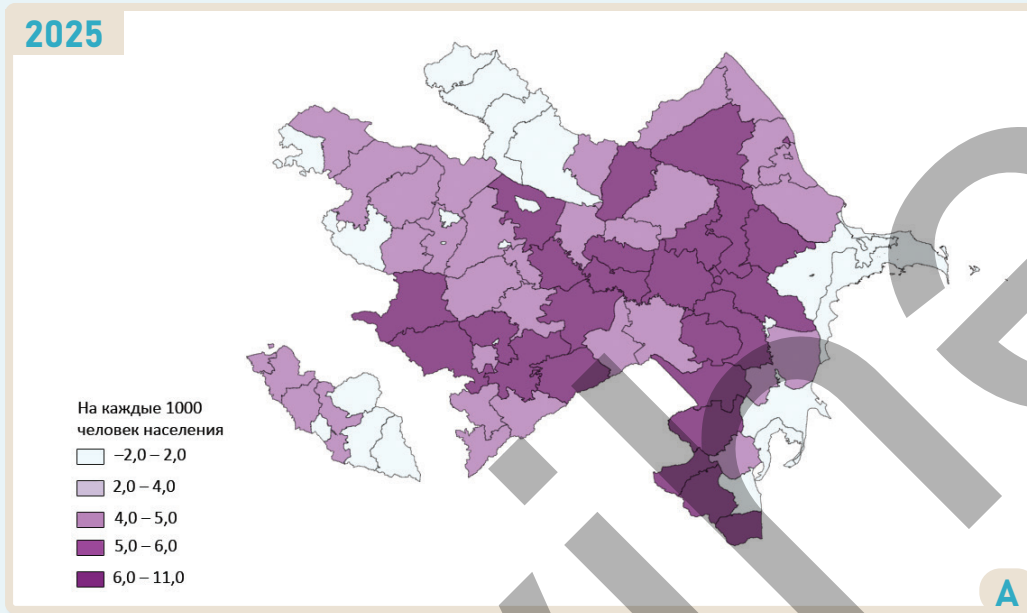 2025
На каждые 1000
человек населения
–2,0 – 2,0
2,0 – 4,0
4,0 – 5,0
5,0 – 6,0
6,0 – 11,0
A